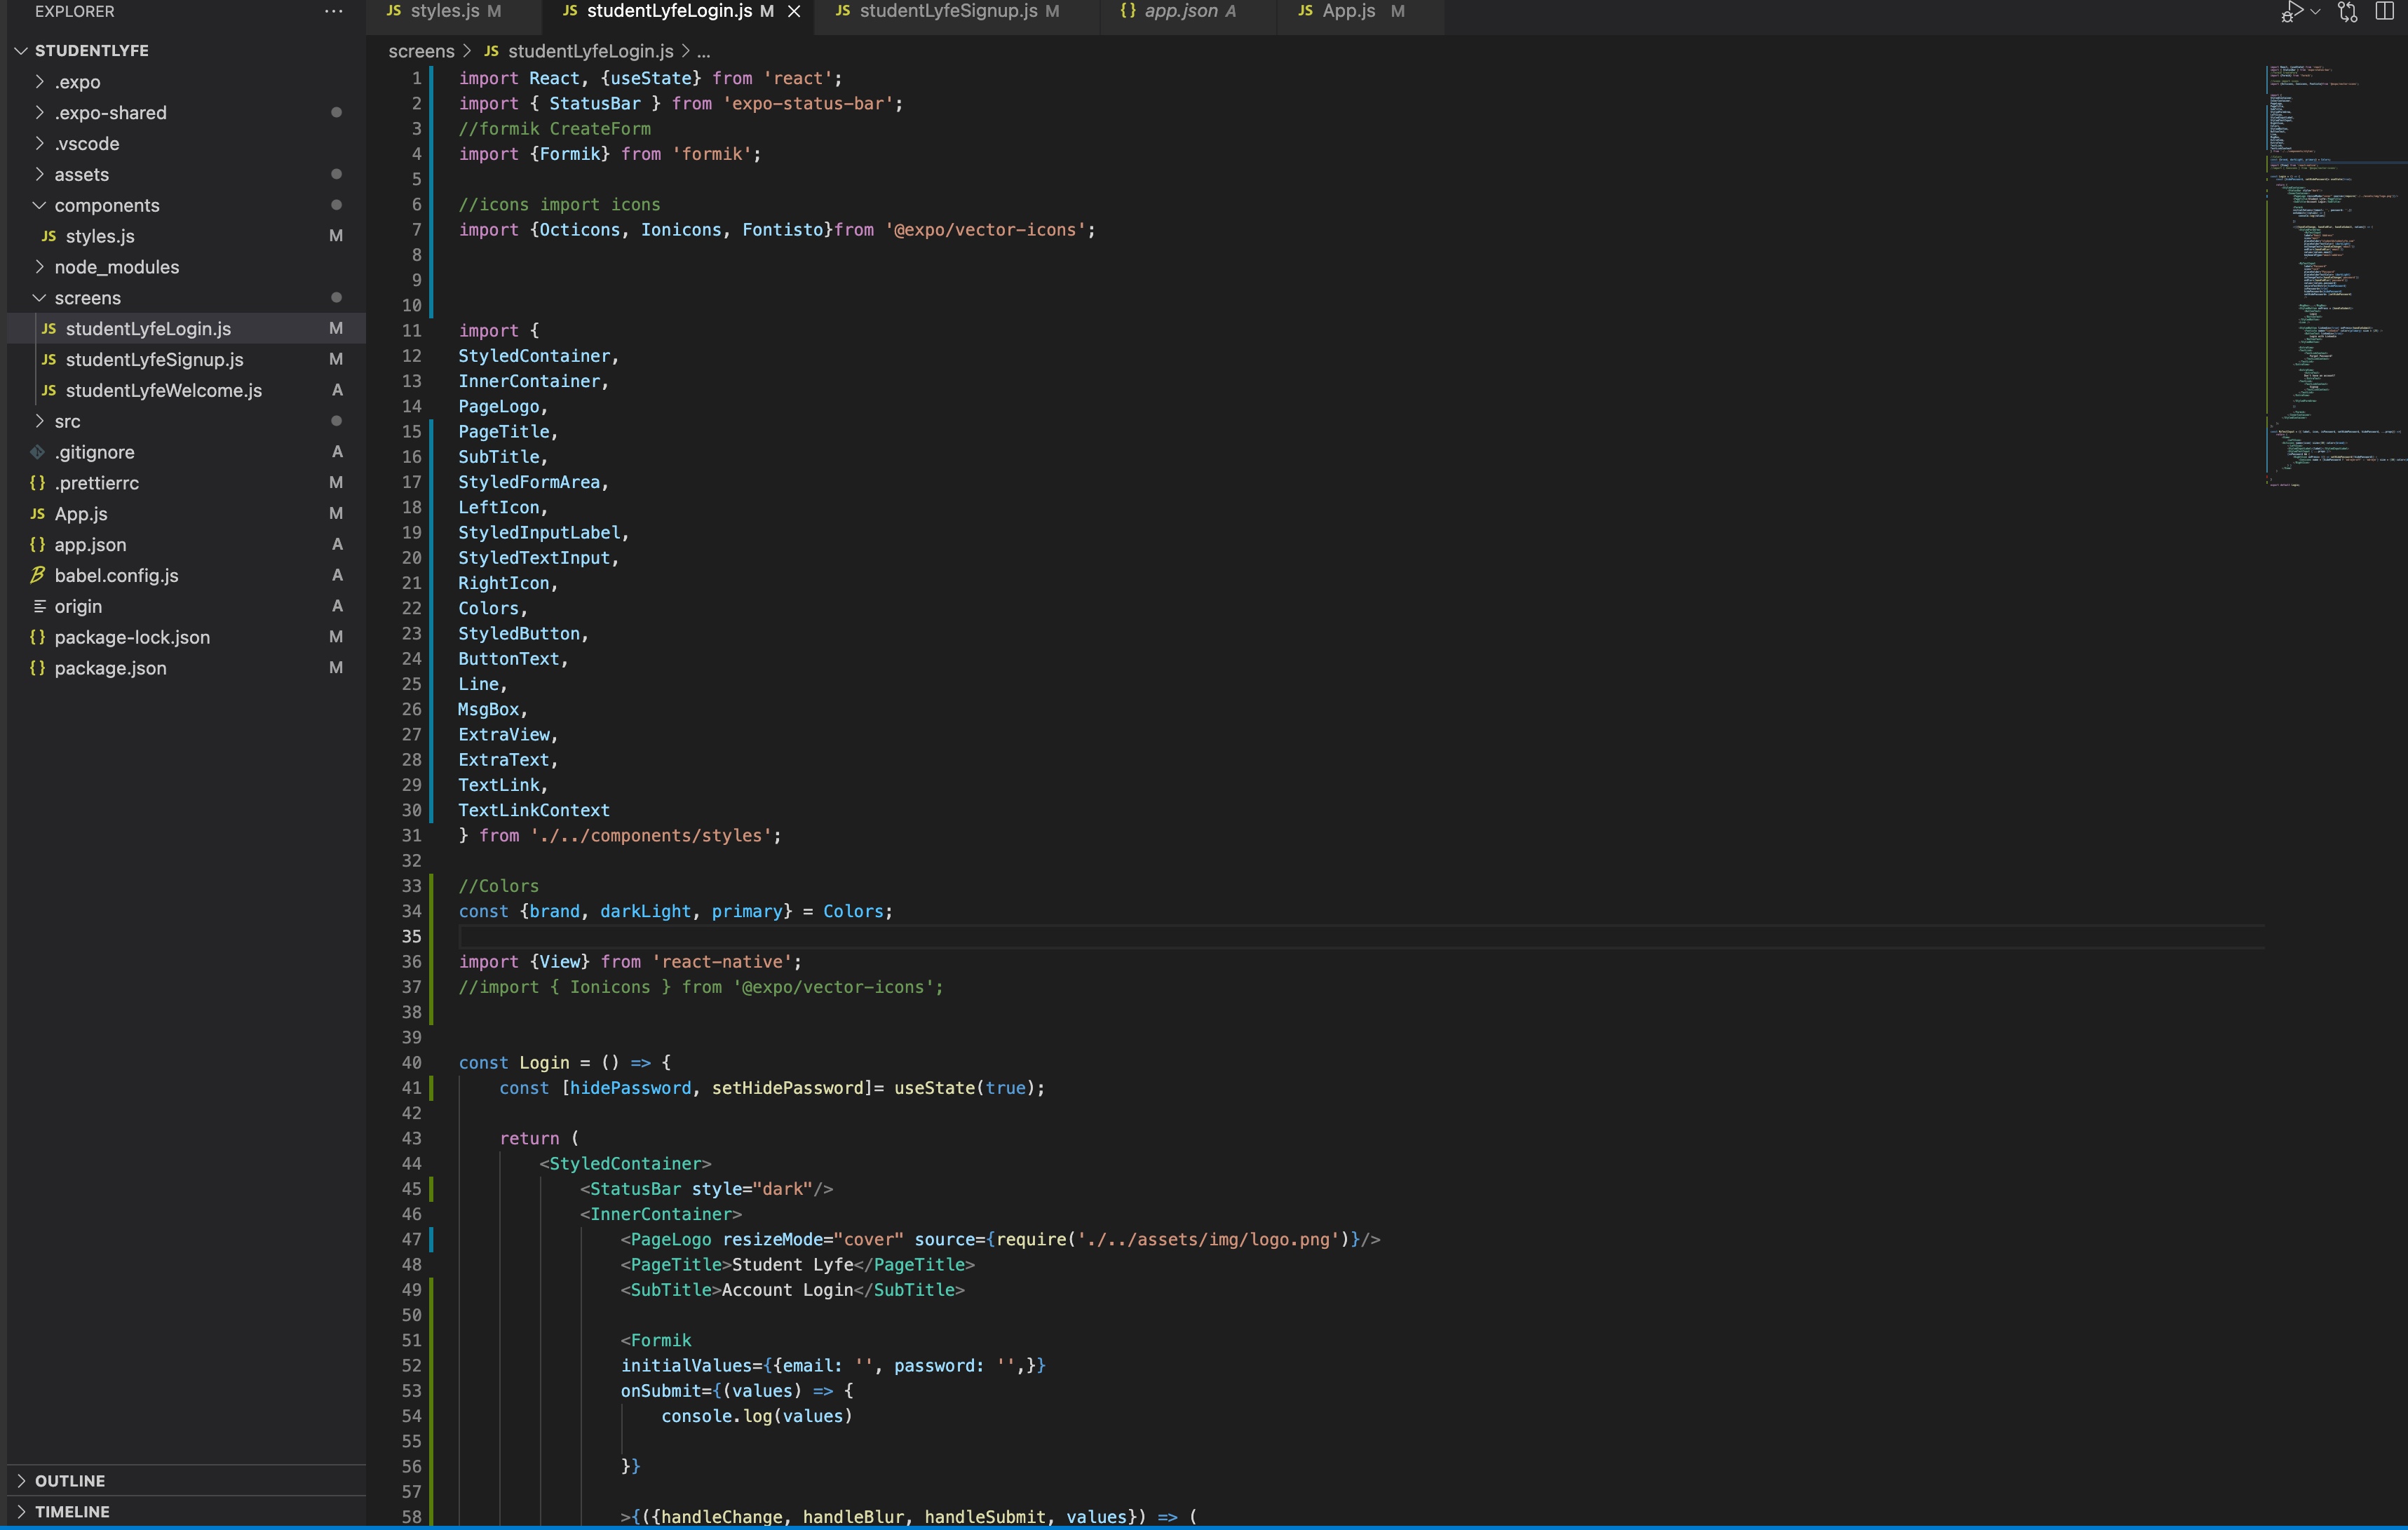 EXPLORER
STUDENTLYFE
.expo
.expo-shared
.vscode
assets
components
JS styles.js M
node_modules
screens
JS studentLyfeLogin.js M
JS studentLyfeSignup.js M
JS studentLyfeWelcome.js A
src
.gitignore A
{} .prettierrc M
JS App.js M
{} app.json A
babel.config.js A
origin A
{} package-lock.json M
{} package.json M
OUTLINE
TIMELINE
JS styles.js M JS studentLyfeLogin.js M JS studentLyfeSignup.js M {} app.json A JS App.js M
screens > JS studentLyfeLogin.js > ...
1 import React, {useState} from 'react';
2 import { StatusBar } from 'expo-status-bar';
3 //formik CreateForm
4 import {Formik} from 'formik';
5
6 //icons import icons
7 import {Octicons, Ionicons, Fontisto}from '@expo/vector-icons';
8
9
10
11 import {
12 StyledContainer,
13 InnerContainer,
14 PageLogo,
15 PageTitle,
16 SubTitle,
17 StyledFormArea,
18 LeftIcon,
19 StyledInputLabel,
20 StyledTextInput,
21 RightIcon,
22 Colors,
23 StyledButton,
24 ButtonText,
25 Line,
26 MsgBox,
27 ExtraView,
28 ExtraText,
29 TextLink,
30 TextLinkContext
31 } from './../components/styles';
32
33 //Colors
34 const {brand, darkLight, primary} = Colors;
35
36 import {View} from 'react-native';
37 //import { Ionicons } from '@expo/vector-icons';
38
39
40 const Login = () => {
41 const [hidePassword, setHidePassword]= useState(true);
42
43 return (
44 <StyledContainer>
45 <StatusBar style="dark"/>
46 <InnerContainer>
47 <PageLogo resizeMode="cover" source={require('./../assets/img/logo.png')}/>
48 <PageTitle>Student Lyfe</PageTitle>
49 <SubTitle>Account Login</SubTitle>
50
51 <Formik
52 initialValues={{email: '', password: '',}}
53 onSubmit={(values) => {
54 console.log(values)
55
56 }}
57
58 >{({handleChange, handleBlur, handleSubmit, values}) => (